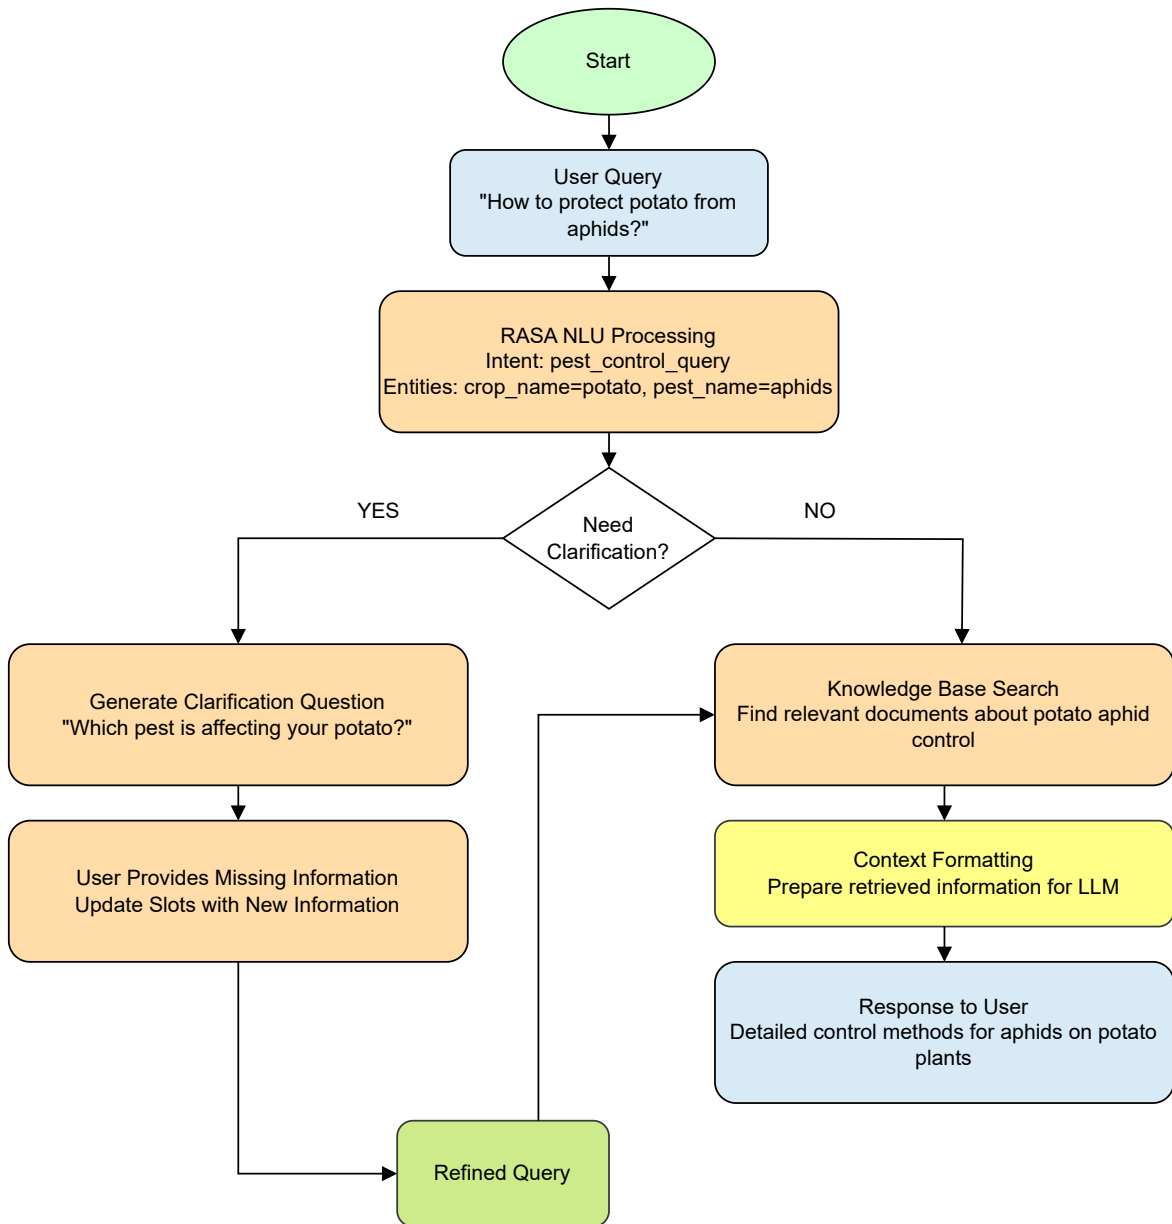 Start
User Query
"How to protect potato from
aphids?"
RASA NLU Processing
Intent: pest_control_query
Entities: crop_name=potato, pest_name=aphids
Need
Clarification?
YES
NO
Generate Clarification Question
"Which pest is affecting your potato?"
User Provides Missing Information
Update Slots with New Information
Refined Query
Knowledge Base Search
Find relevant documents about potato aphid
control
Context Formatting
Prepare retrieved information for LLM
Response to User
Detailed control methods for aphids on potato
plants